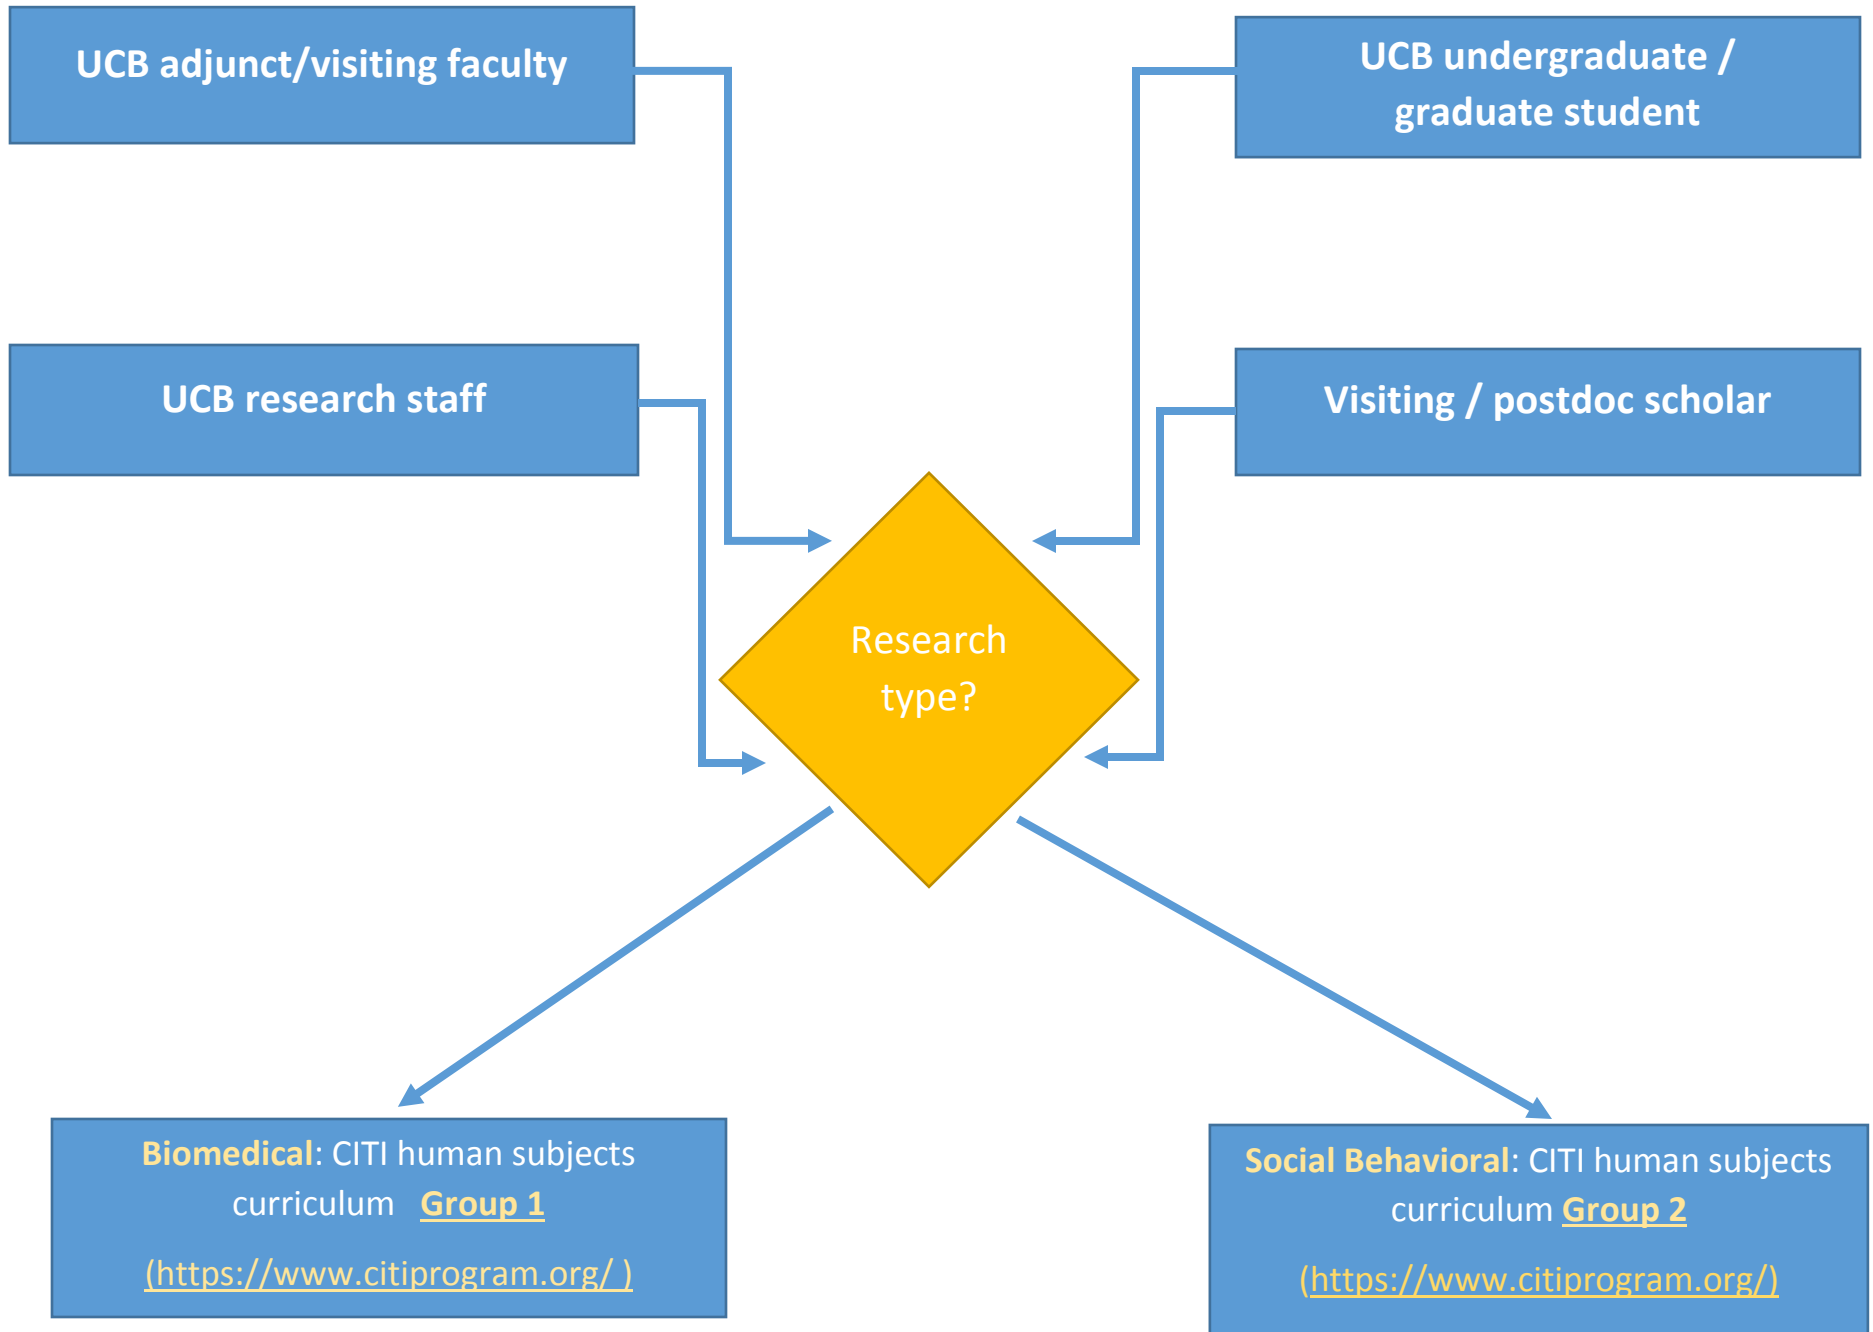 UCB adjunct/visiting faculty
UCB undergraduate /
graduate student
UCB research staff
Visiting / postdoc scholar
Research
type?
Biomedical: CITI human subjects
curriculum Group 1
(https://www.citiprogram.org/ )
Social Behavioral: CITI human subjects
curriculum Group 2
(https://www.citiprogram.org/)